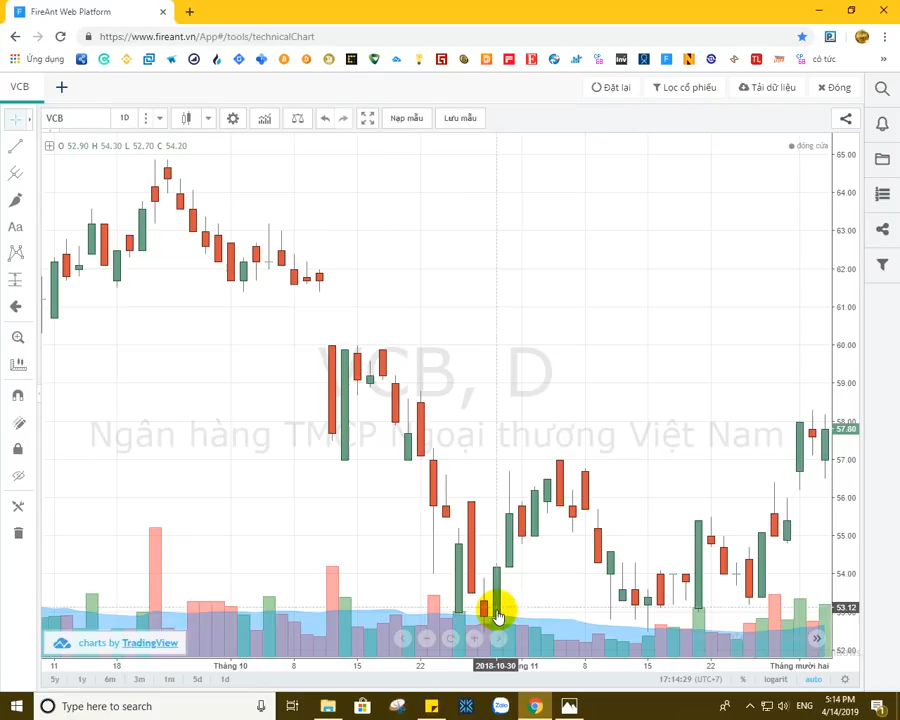 FireAnt Web Platform
https://www.fireant.vn/App#/tools/technicalChart
Ứng dụng
cổ tức
VCB
Đặt lại
Lọc cổ phiếu
Tải dữ liệu
Đóng
VCB
1D
Nạp mẫu
Lưu mẫu
O 52.90 H 54.30 L 52.70 C 54.20
đóng cửa
65.00
64.00
63.00
62.00
61.00
60.00
59.00
58.00
57.80
57.00
56.00
55.00
54.00
53.12
52.00
VCB, D
Ngân hàng TMCP Ngoại thương Việt Nam
Aa
charts by TradingView
11
18
Tháng 10
8
15
22
2018-10-30
ng 11
8
15
22
Tháng mười hai
5y
1y
6m
3m
1m
5d
1d
17:14:29 (UTC+7)
%
logarit
auto
Type here to search
ENG
5:14 PM
4/14/2019